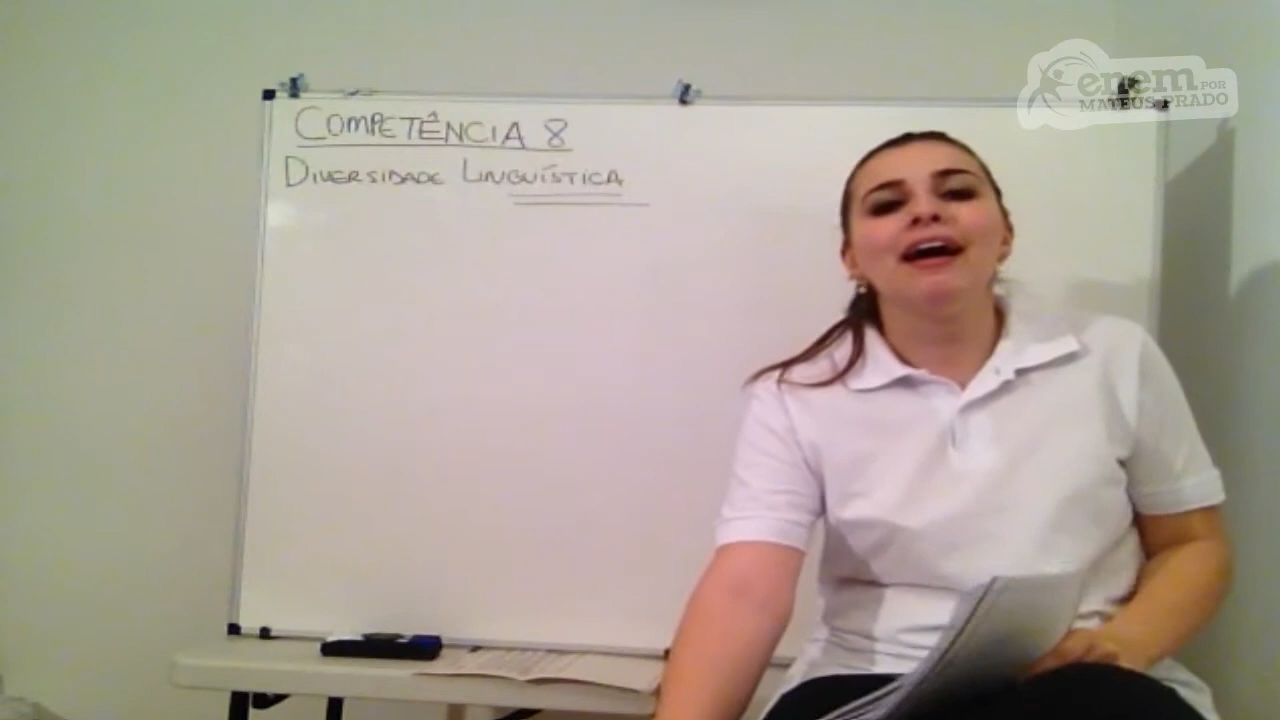 COMPETÊNCIA 8
DIVERSIDADE LINGUÍSTICA
enem POR
MATEUS PRADO